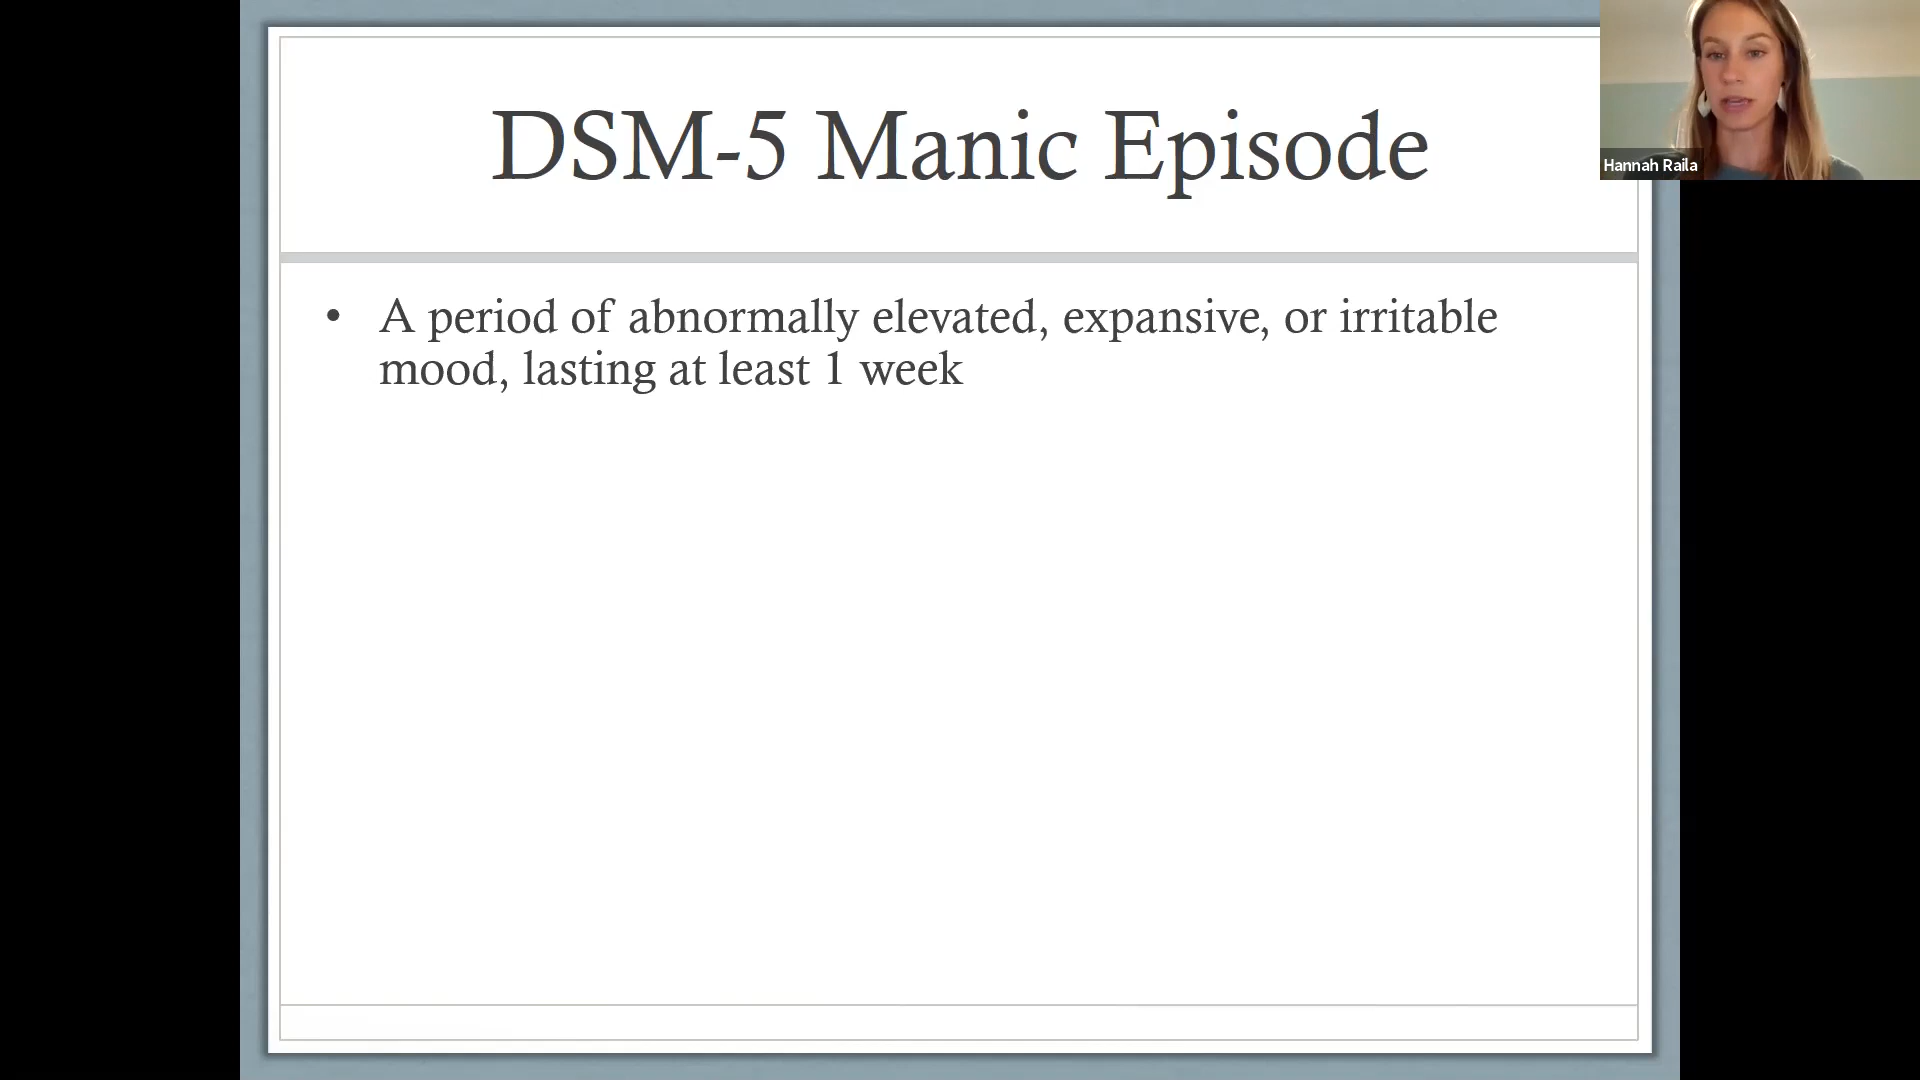 DSM-5 Manic Episode
Hannah Raila
• A period of abnormally elevated, expansive, or irritable
mood, lasting at least 1 week